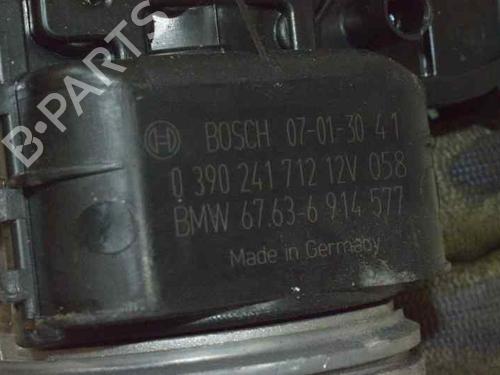 B-PARTS
BOSCH 07-01-30 41
0 390 241 712 12V 058
BMW 67.63-6 914 577
Made in Germany